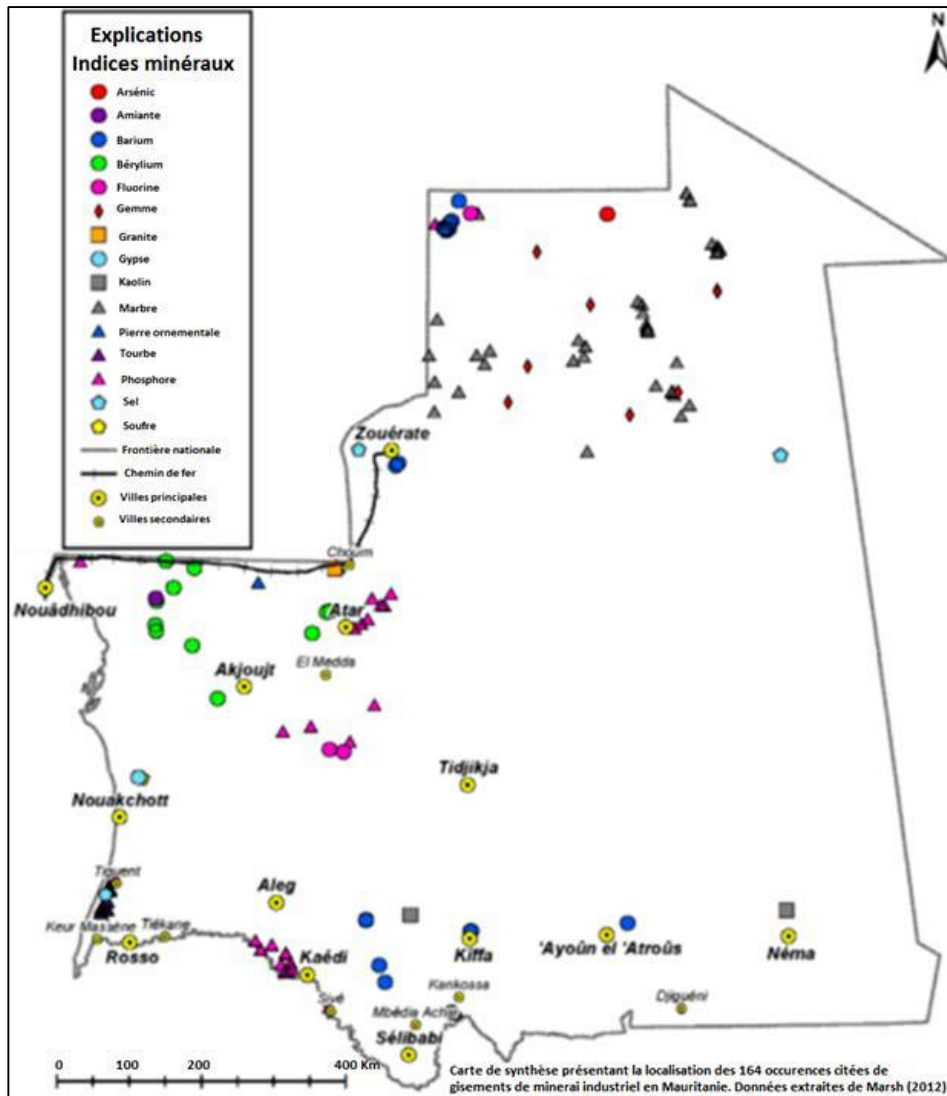 Explications
Indices minéraux
Arsénic
Amiante
Barium
Bérylium
Fluorine
Gemme
Granite
Gypse
Kaolin
Marbre
Pierre ornementale
Tourbe
Phosphore
Sel
Soufre
Frontière nationale
Chemin de fer
Villes principales
Villes secondaires
N
Zouérate
Choum
Nouâdhibou
Atar
El Medda
Akjoujt
Tidjikja
Nouakchott
Tiguent
Aleg
Keur Massène
Tiékane
Rosso
Kaédi
Kiffa
'Ayoûn el 'Atroûs
Néma
Kankossa
Djiguéni
Sivé
Mbédia Achar
Sélibabi
0 100 200 400 Km
Carte de synthèse présentant la localisation des 164 occurences citées de
gisements de minerai industriel en Mauritanie. Données extraites de Marsh (2012)